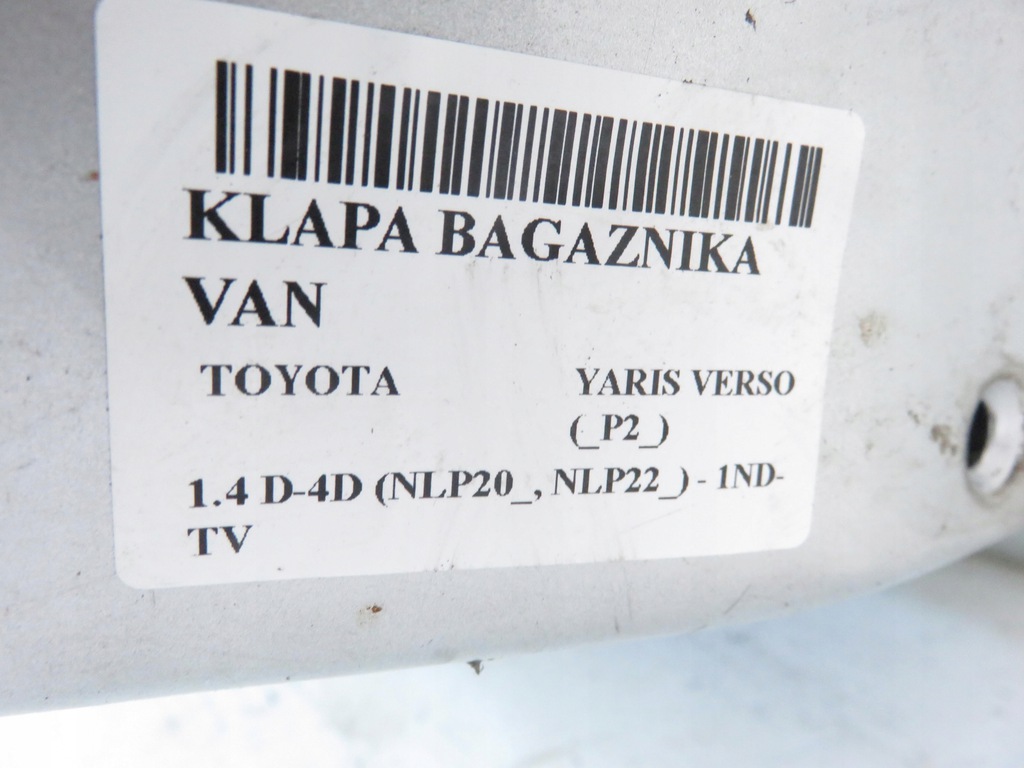 KLAPA BAGAZNIKA
VAN
TOYOTA YARIS VERSO
(_P2_)
1.4 D-4D (NLP20_, NLP22_) - 1ND-
TV